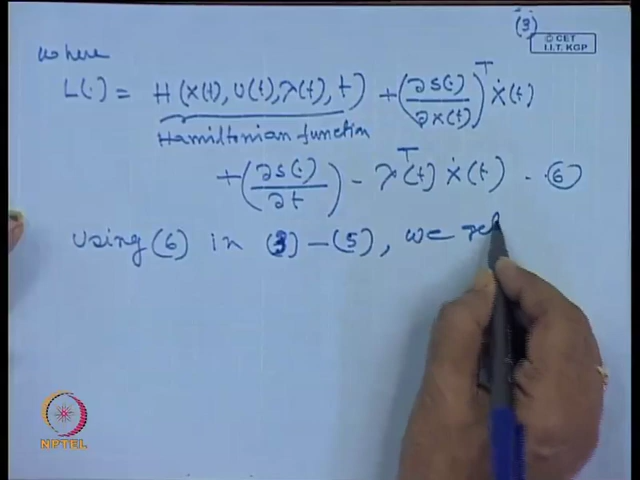 (3)
© CET
I.I.T. KGP
where
L(·) = H(x(t), u(t), λ(t), t) + (∂S(·)/∂x(t))ᵀ ẋ(t)
Hamiltonian function
+ (∂S(·)/∂t) - λᵀ(t) ẋ(t) - ·⑥
Using (6) in (3) - (5), we
NPTEL